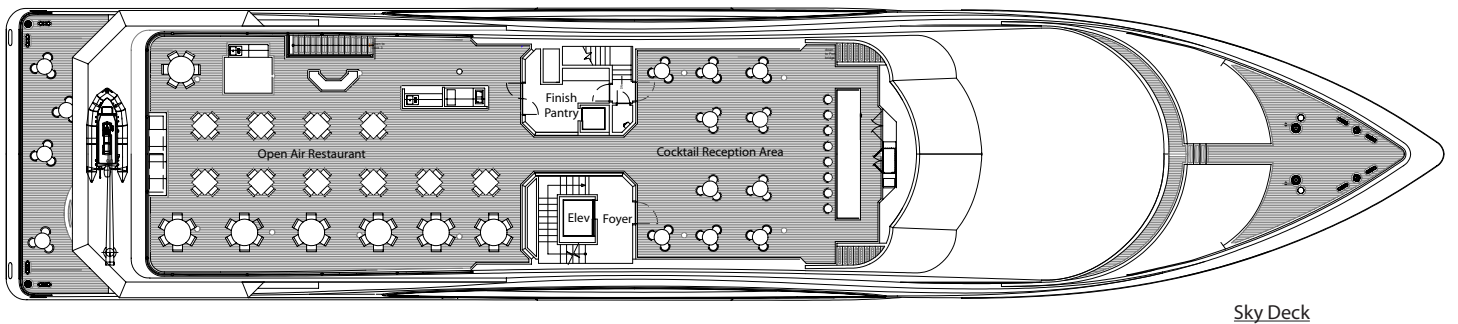 Finish
Pantry
Open Air Restaurant
Cocktail Reception Area
Elev
Foyer
Sky Deck